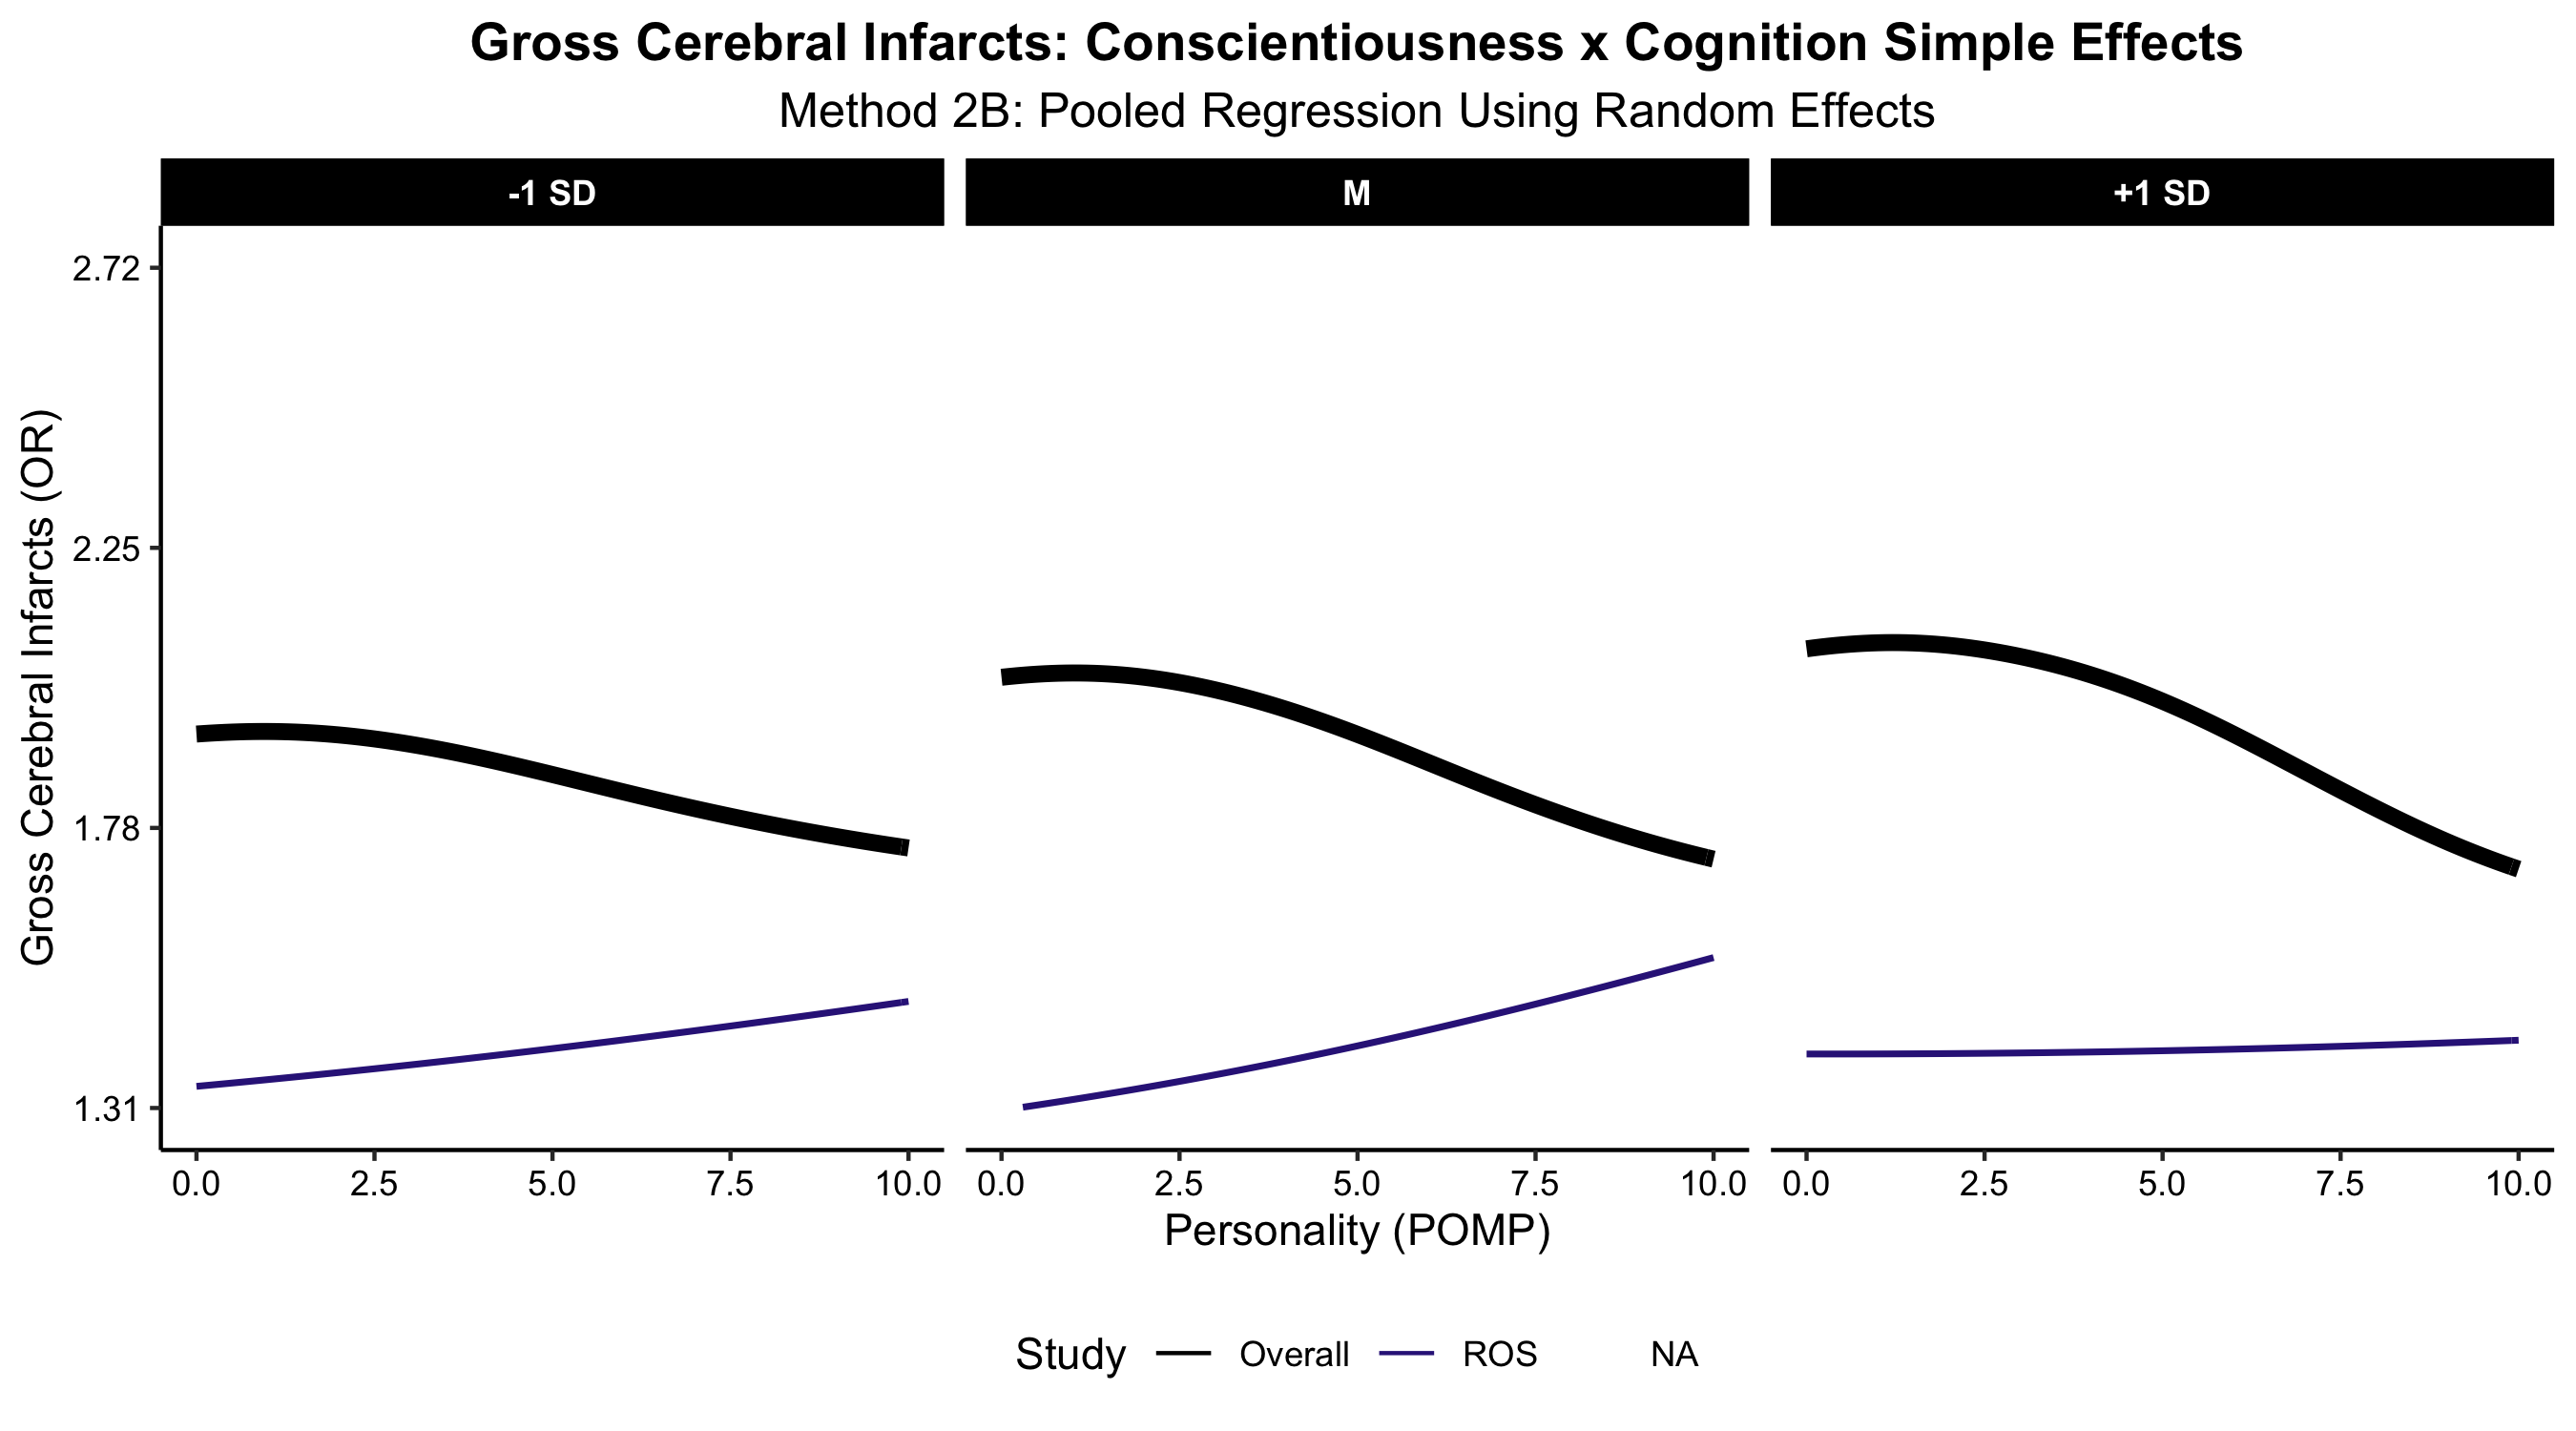 Gross Cerebral Infarcts: Conscientiousness x Cognition Simple Effects
Method 2B: Pooled Regression Using Random Effects
-1 SD
M
+1 SD
Gross Cerebral Infarcts (OR)
2.72
2.25
1.78
1.31
0.0 2.5 5.0 7.5 10.0
0.0 2.5 5.0 7.5 10.0
0.0 2.5 5.0 7.5 10.0
Personality (POMP)
Study Overall ROS NA